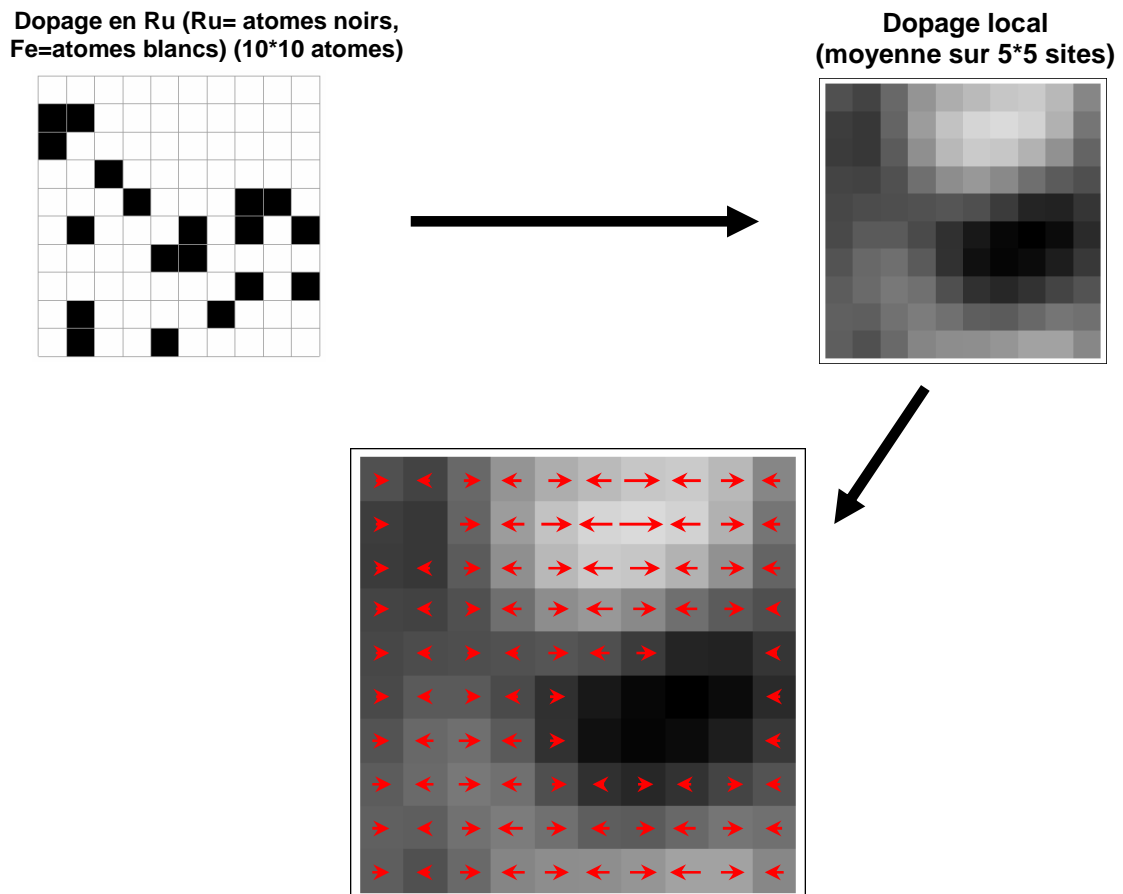 Dopage en Ru (Ru= atomes noirs,
Fe=atomes blancs) (10*10 atomes)
Dopage local
(moyenne sur 5*5 sites)